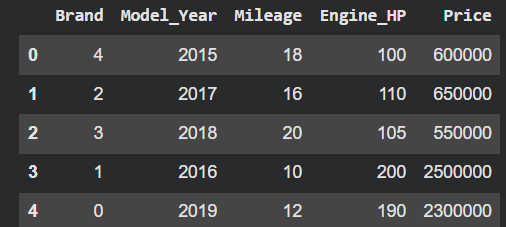 Brand Model_Year Mileage Engine_HP Price
0 4 2015 18 100 600000
1 2 2017 16 110 650000
2 3 2018 20 105 550000
3 1 2016 10 200 2500000
4 0 2019 12 190 2300000